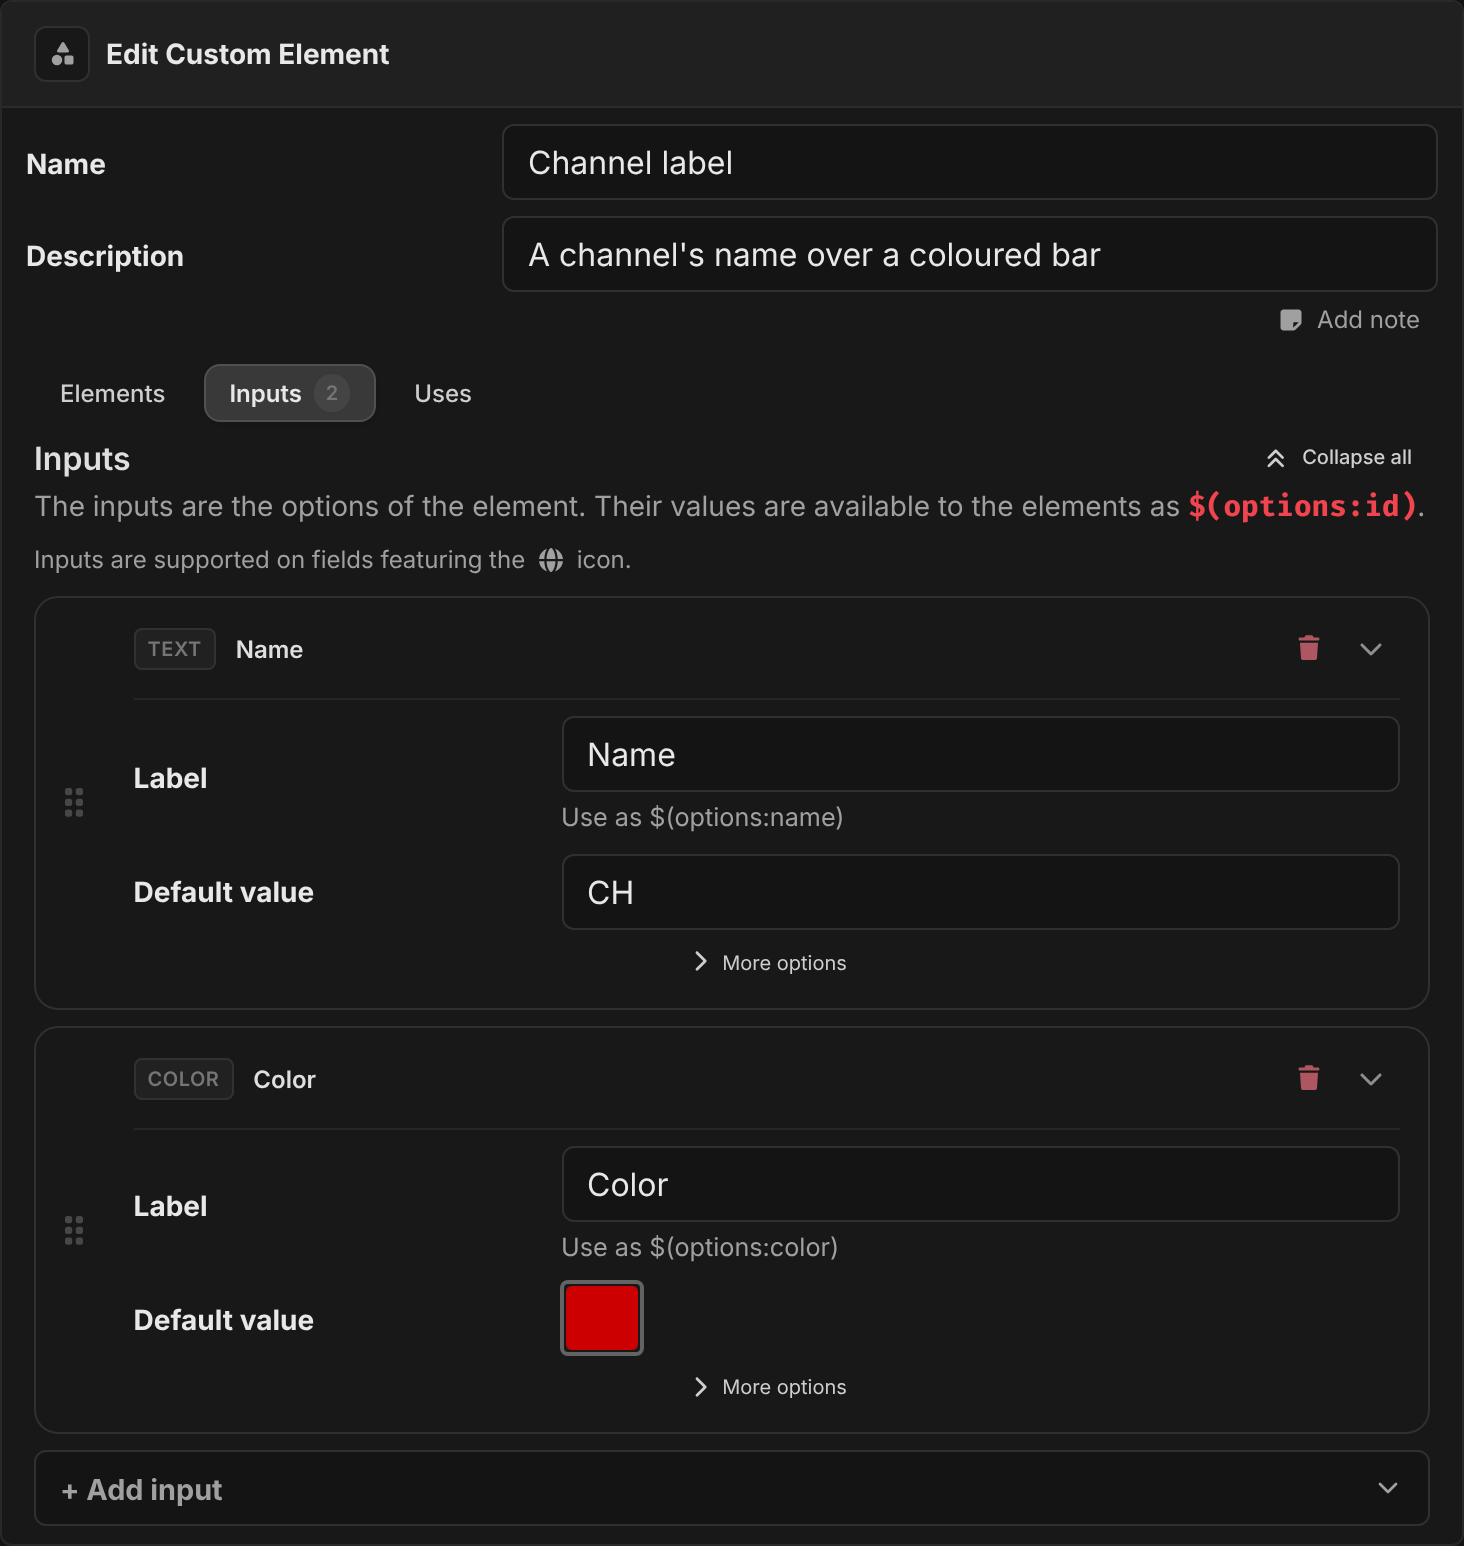 Edit Custom Element
Name
Channel label
Description
A channel's name over a coloured bar
Add note
Elements
Inputs 2
Uses
Inputs
Collapse all
The inputs are the options of the element. Their values are available to the elements as $(options:id).
Inputs are supported on fields featuring the icon.
TEXT Name
Label
Name
Use as $(options:name)
Default value
CH
More options
COLOR Color
Label
Color
Use as $(options:color)
Default value
More options
+ Add input